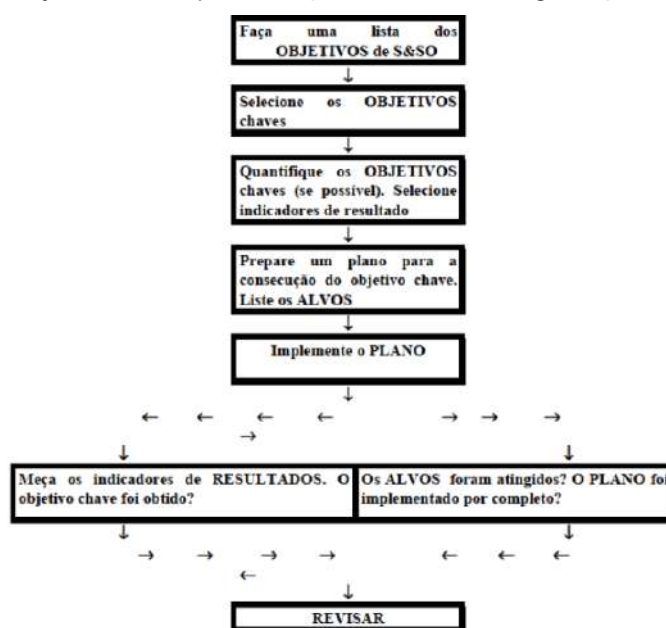 Faça uma lista dos
OBJETIVOS de S&SO
Selecione os OBJETIVOS
chaves
Quantifique os OBJETIVOS
chaves (se possível). Selecione
indicadores de resultado
Prepare um plano para a
consecução do objetivo chave.
Liste os ALVOS
Implemente o PLANO
Meça os indicadores de RESULTADOS. O
objetivo chave foi obtido?
Os ALVOS foram atingidos? O PLANO foi
implementado por completo?
REVISAR